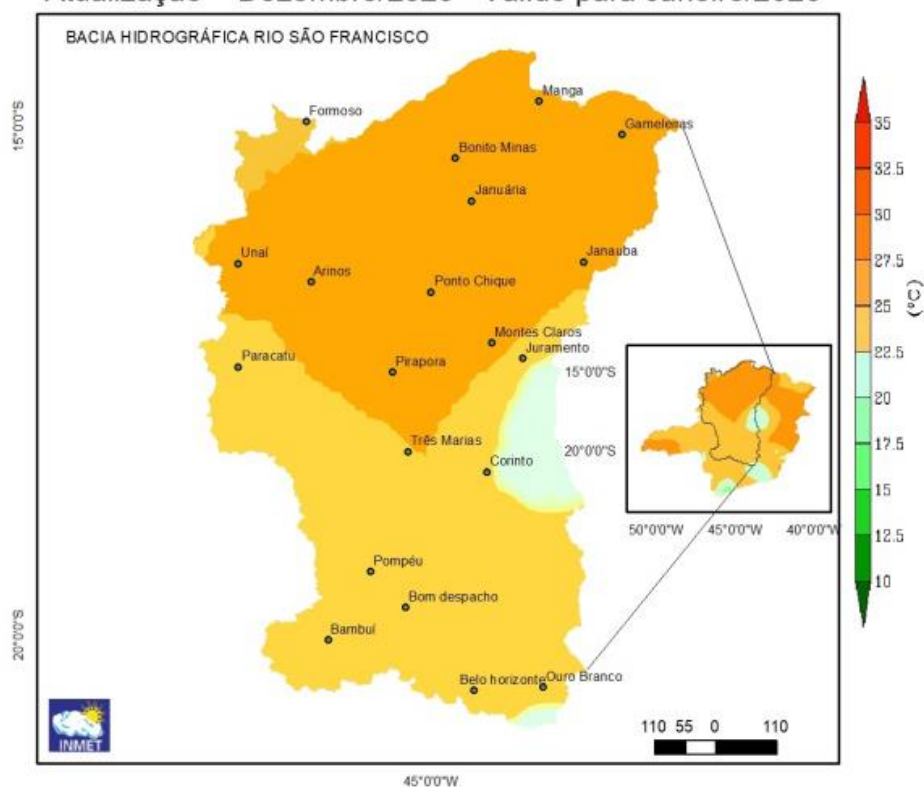 Atualização Válido para
BACIA HIDROGRÁFICA RIO SÃO FRANCISCO
Manga
Formoso
Gameleiras
15°0'0"S
Bonito Minas
Januária
Unaí
Janauba
Arinos
Ponto Chique
Montes Claros
Juramento
Paracatu
Pirapora
15°0'0"S
Três Marias
20°0'0"S
Corinto
50°0'0"W 45°0'0"W 40°0'0"W
Pompéu
Bom despacho
20°0'0"S
Bambuí
Belo horizonte
Ouro Branco
INMET
110 55 0 110
45°0'0"W
35
32.5
30
27.5
25
22.5
20
17.5
15
12.5
10
(°C)